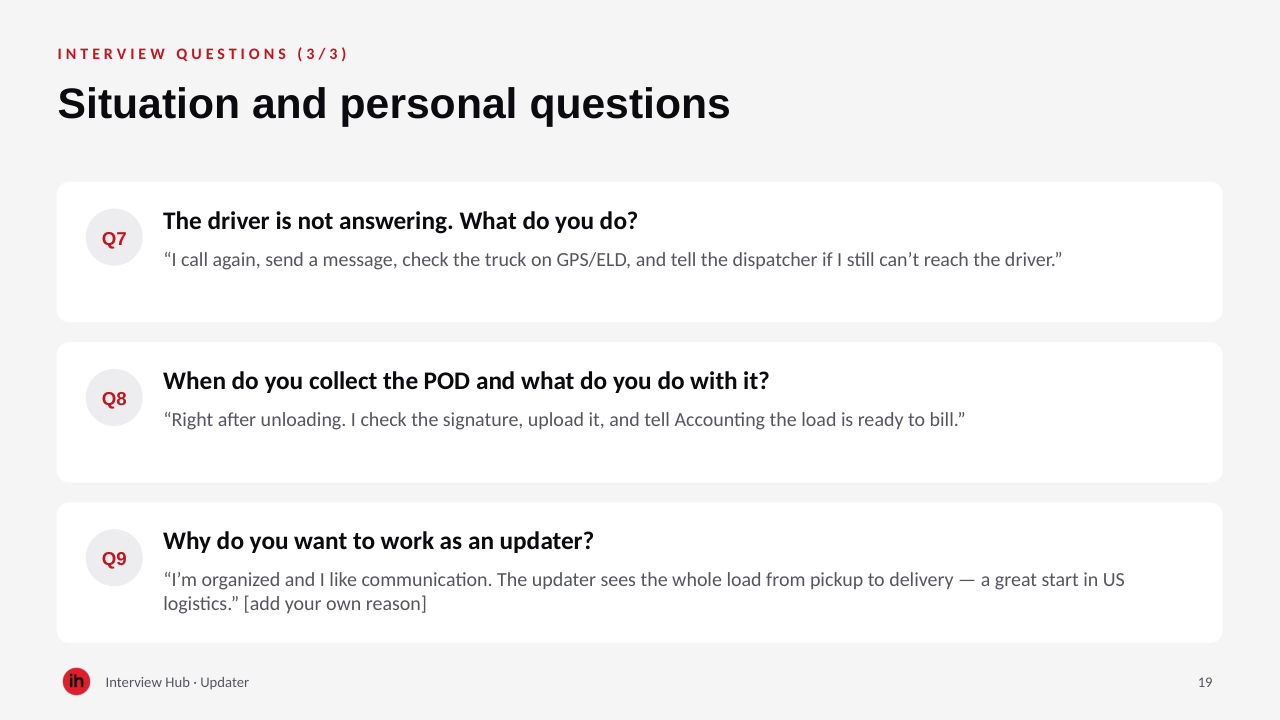 INTERVIEW QUESTIONS (3/3)
Situation and personal questions
Q7
The driver is not answering. What do you do?
“I call again, send a message, check the truck on GPS/ELD, and tell the dispatcher if I still can’t reach the driver.”
Q8
When do you collect the POD and what do you do with it?
“Right after unloading. I check the signature, upload it, and tell Accounting the load is ready to bill.”
Q9
Why do you want to work as an updater?
“I’m organized and I like communication. The updater sees the whole load from pickup to delivery — a great start in US
logistics.” [add your own reason]
ih
Interview Hub · Updater
19